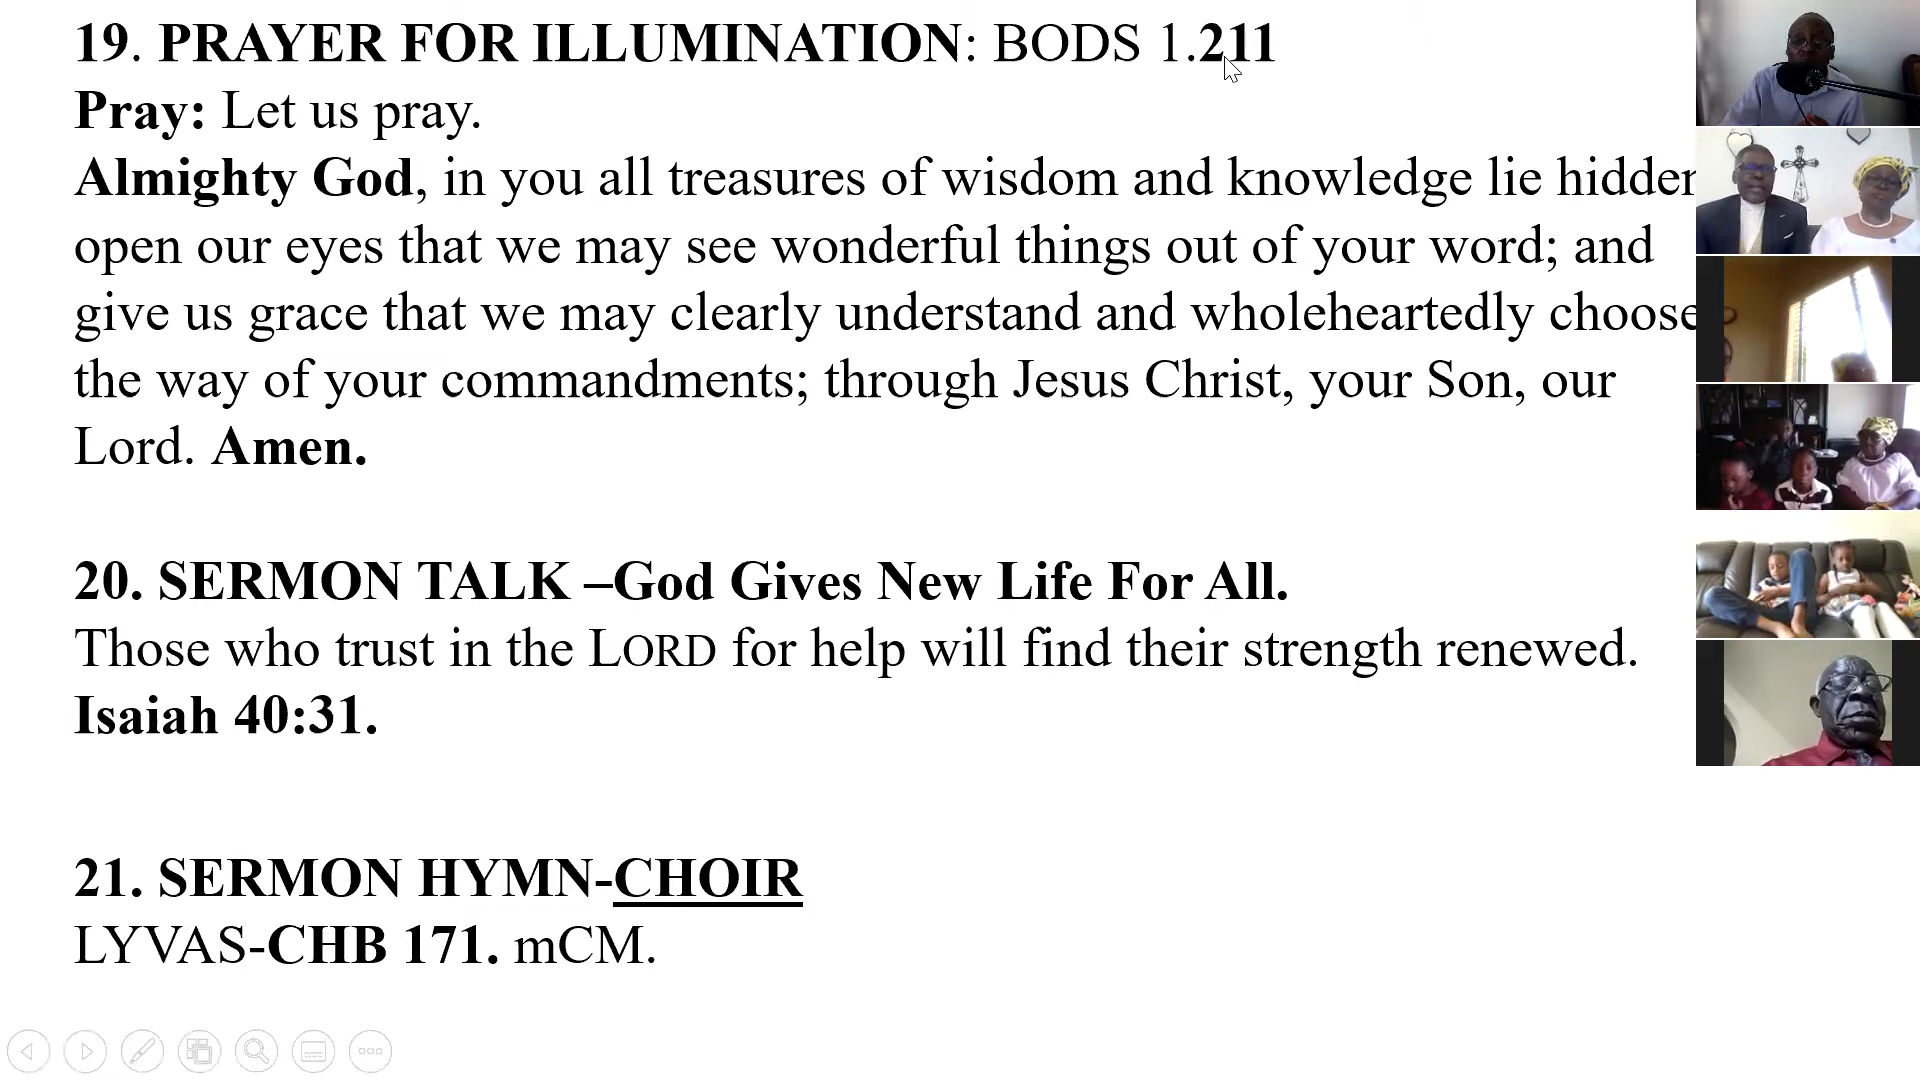 19. PRAYER FOR ILLUMINATION: BODS 1.211
Pray: Let us pray.
Almighty God, in you all treasures of wisdom and knowledge lie hidden
open our eyes that we may see wonderful things out of your word; and
give us grace that we may clearly understand and wholeheartedly choose
the way of your commandments; through Jesus Christ, your Son, our
Lord. Amen.
20. SERMON TALK –God Gives New Life For All.
Those who trust in the LORD for help will find their strength renewed.
Isaiah 40:31.
21. SERMON HYMN-CHOIR
LYVAS-CHB 171. mCM.